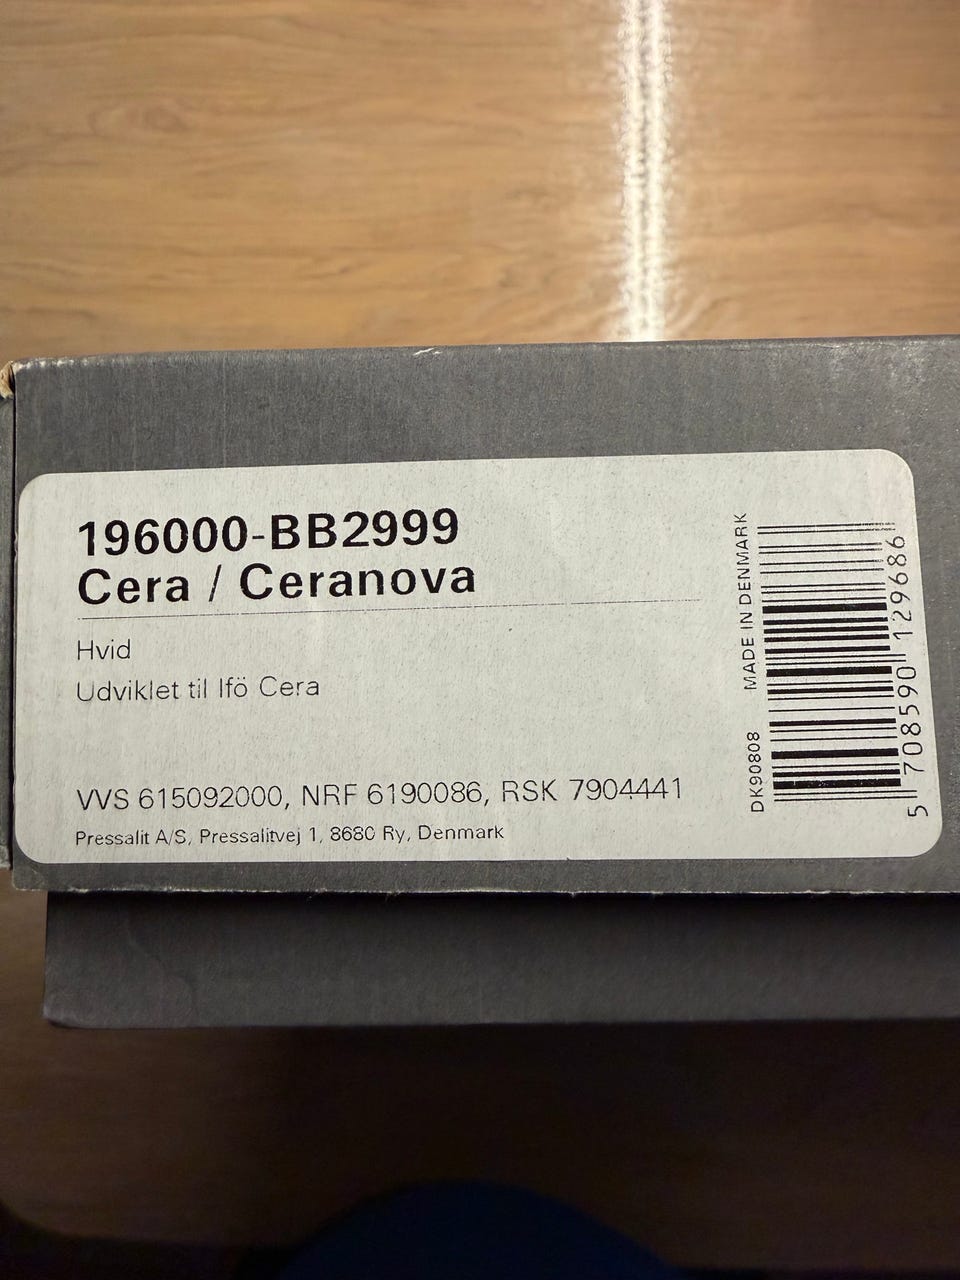 196000-BB2999
Cera / Ceranova
Hvid
Udviklet til Ifö Cera
VVS 615092000, NRF 6190086, RSK 7904441
Pressalit A/S, Pressalitvej 1, 8680 Ry, Denmark
DK90808 MADE IN DENMARK
5 708590 129686